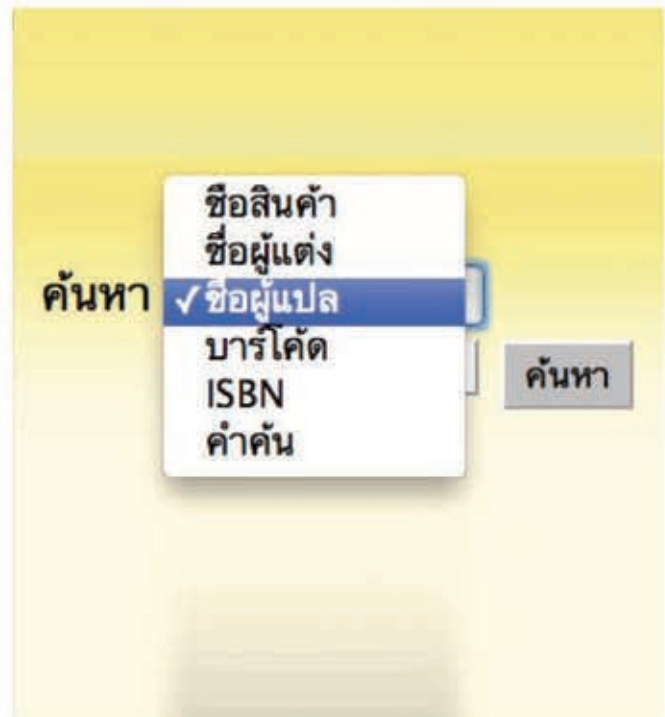 ชื่อสินค้า
ชื่อผู้แต่ง
ค้นหา ✓ชื่อผู้แปล
บาร์โค้ด
ISBN
คำค้น
ค้นหา